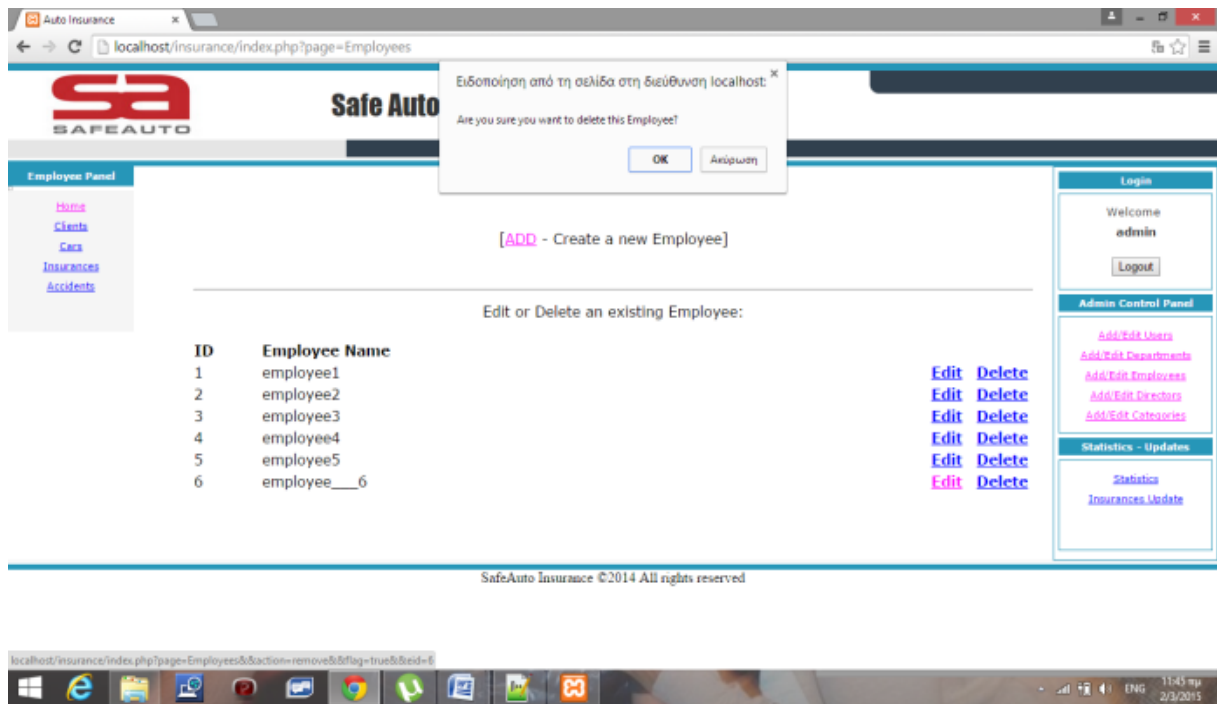 Auto Insurance
localhost/insurance/index.php?page=Employees
SAFEAUTO
Safe Auto
Ειδοποίηση από τη σελίδα στη διεύθυνση localhost:
Are you sure you want to delete this Employee?
OK Ακύρωση
Employee Panel
Home
Clients
Cars
Insurances
Accidents
[ADD - Create a new Employee]
Edit or Delete an existing Employee:
ID Employee Name
1 employee1 Edit Delete
2 employee2 Edit Delete
3 employee3 Edit Delete
4 employee4 Edit Delete
5 employee5 Edit Delete
6 employee___6 Edit Delete
Login
Welcome
admin
Logout
Admin Control Panel
Add/Edit Users
Add/Edit Departments
Add/Edit Employees
Add/Edit Directors
Add/Edit Categories
Statistics - Updates
Statistics
Insurances Update
SafeAuto Insurance ©2014 All rights reserved
localhost/insurance/index.php?page=Employees&&action=remove&&flag=true&&eid=6
ENG
11:45 πμ
2/3/2015